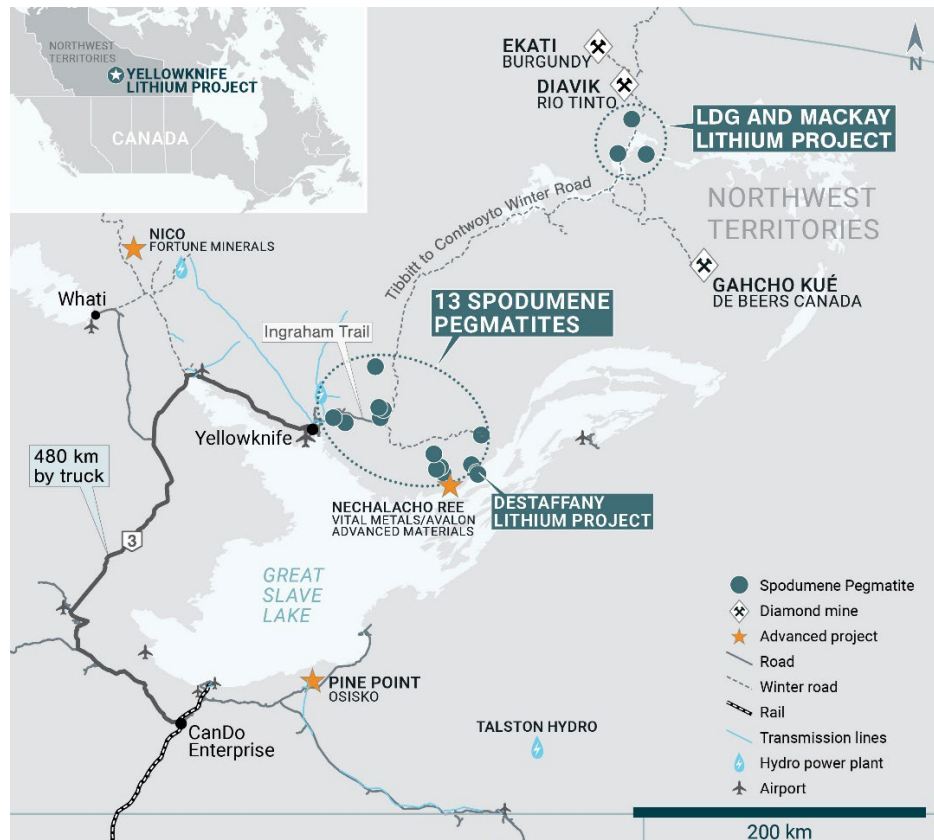 NORTHWEST
TERRITORIES
YELLOWKNIFE
LITHIUM PROJECT
CANADA
EKATI
BURGUNDY
DIAVIK
RIO TINTO
N
LDG AND MACKAY
LITHIUM PROJECT
NORTHWEST
TERRITORIES
Tibbitt to Contwoyto Winter Road
GAHCHO KUÉ
DE BEERS CANADA
NICO
FORTUNE MINERALS
Whati
13 SPODUMENE
PEGMATITES
Ingraham Trail
Yellowknife
480 km
by truck
3
NECHALACHO REE
VITAL METALS/AVALON
ADVANCED MATERIALS
DESTAFFANY
LITHIUM PROJECT
GREAT
SLAVE
LAKE
PINE POINT
OSISKO
CanDo
Enterprise
TALSTON HYDRO
Spodumene Pegmatite
Diamond mine
Advanced project
Road
Winter road
Rail
Transmission lines
Hydro power plant
Airport
200 km